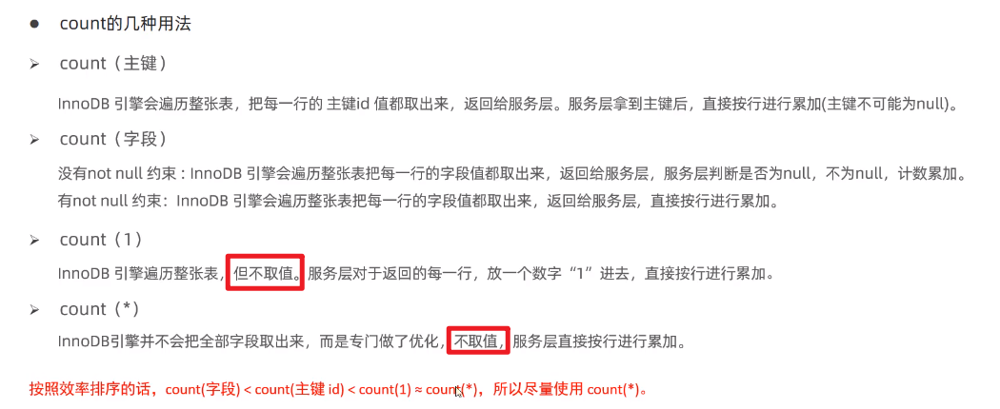 ● count的几种用法
➢ count（主键）
InnoDB 引擎会遍历整张表，把每一行的 主键id 值都取出来，返回给服务层。服务层拿到主键后，直接按行进行累加(主键不可能为null)。
➢ count（字段）
没有not null 约束 : InnoDB 引擎会遍历整张表把每一行的字段值都取出来，返回给服务层，服务层判断是否为null，不为null，计数累加。
有not null 约束：InnoDB 引擎会遍历整张表把每一行的字段值都取出来，返回给服务层，直接按行进行累加。
➢ count（1）
InnoDB 引擎遍历整张表，但不取值。服务层对于返回的每一行，放一个数字“1”进去，直接按行进行累加。
➢ count（*）
InnoDB引擎并不会把全部字段取出来，而是专门做了优化，不取值，服务层直接按行进行累加。
按照效率排序的话，count(字段) < count(主键 id) < count(1) ≈ count(*)，所以尽量使用 count(*)。